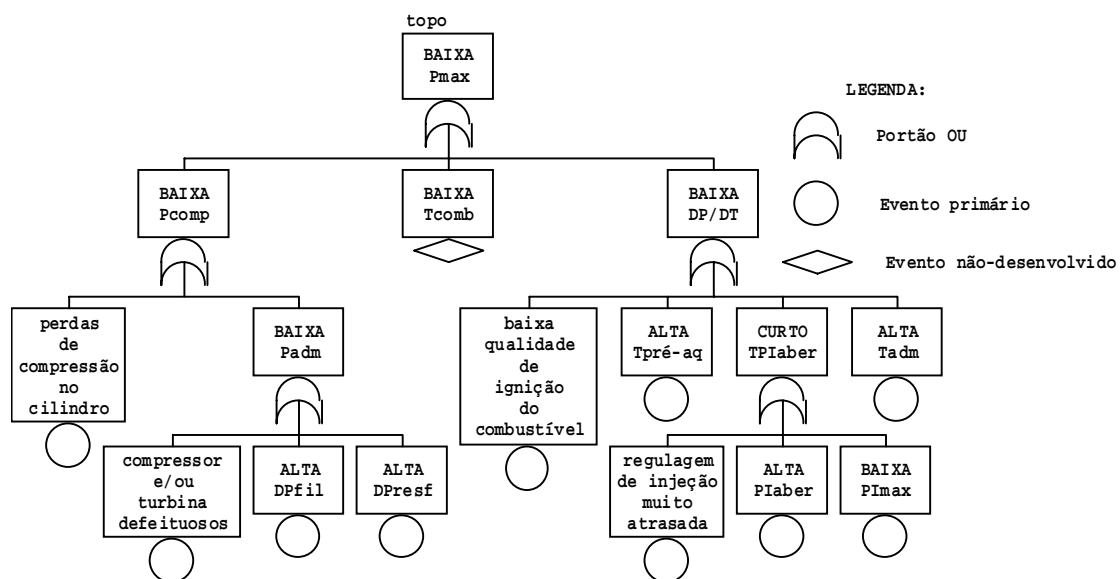 topo
BAIXA
Pmax
LEGENDA:
Portão OU
Evento primário
Evento não-desenvolvido
BAIXA
Pcomp
BAIXA
Tcomb
BAIXA
DP/DT
perdas
de
compressão
no
cilindro
BAIXA
Padm
baixa
qualidade
de
ignição
do
combustível
ALTA
Tpré-aq
CURTO
TPIaber
ALTA
Tadm
compressor
e/ou
turbina
defeituosos
ALTA
DPfil
ALTA
DPresf
regulagem
de injeção
muito
atrasada
ALTA
PIaber
BAIXA
PImax